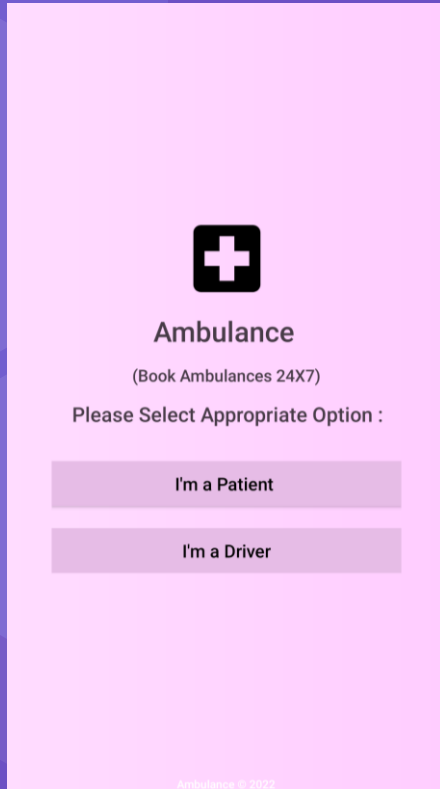 Ambulance
(Book Ambulances 24X7)
Please Select Appropriate Option :
I'm a Patient
I'm a Driver
Ambulance © 2022